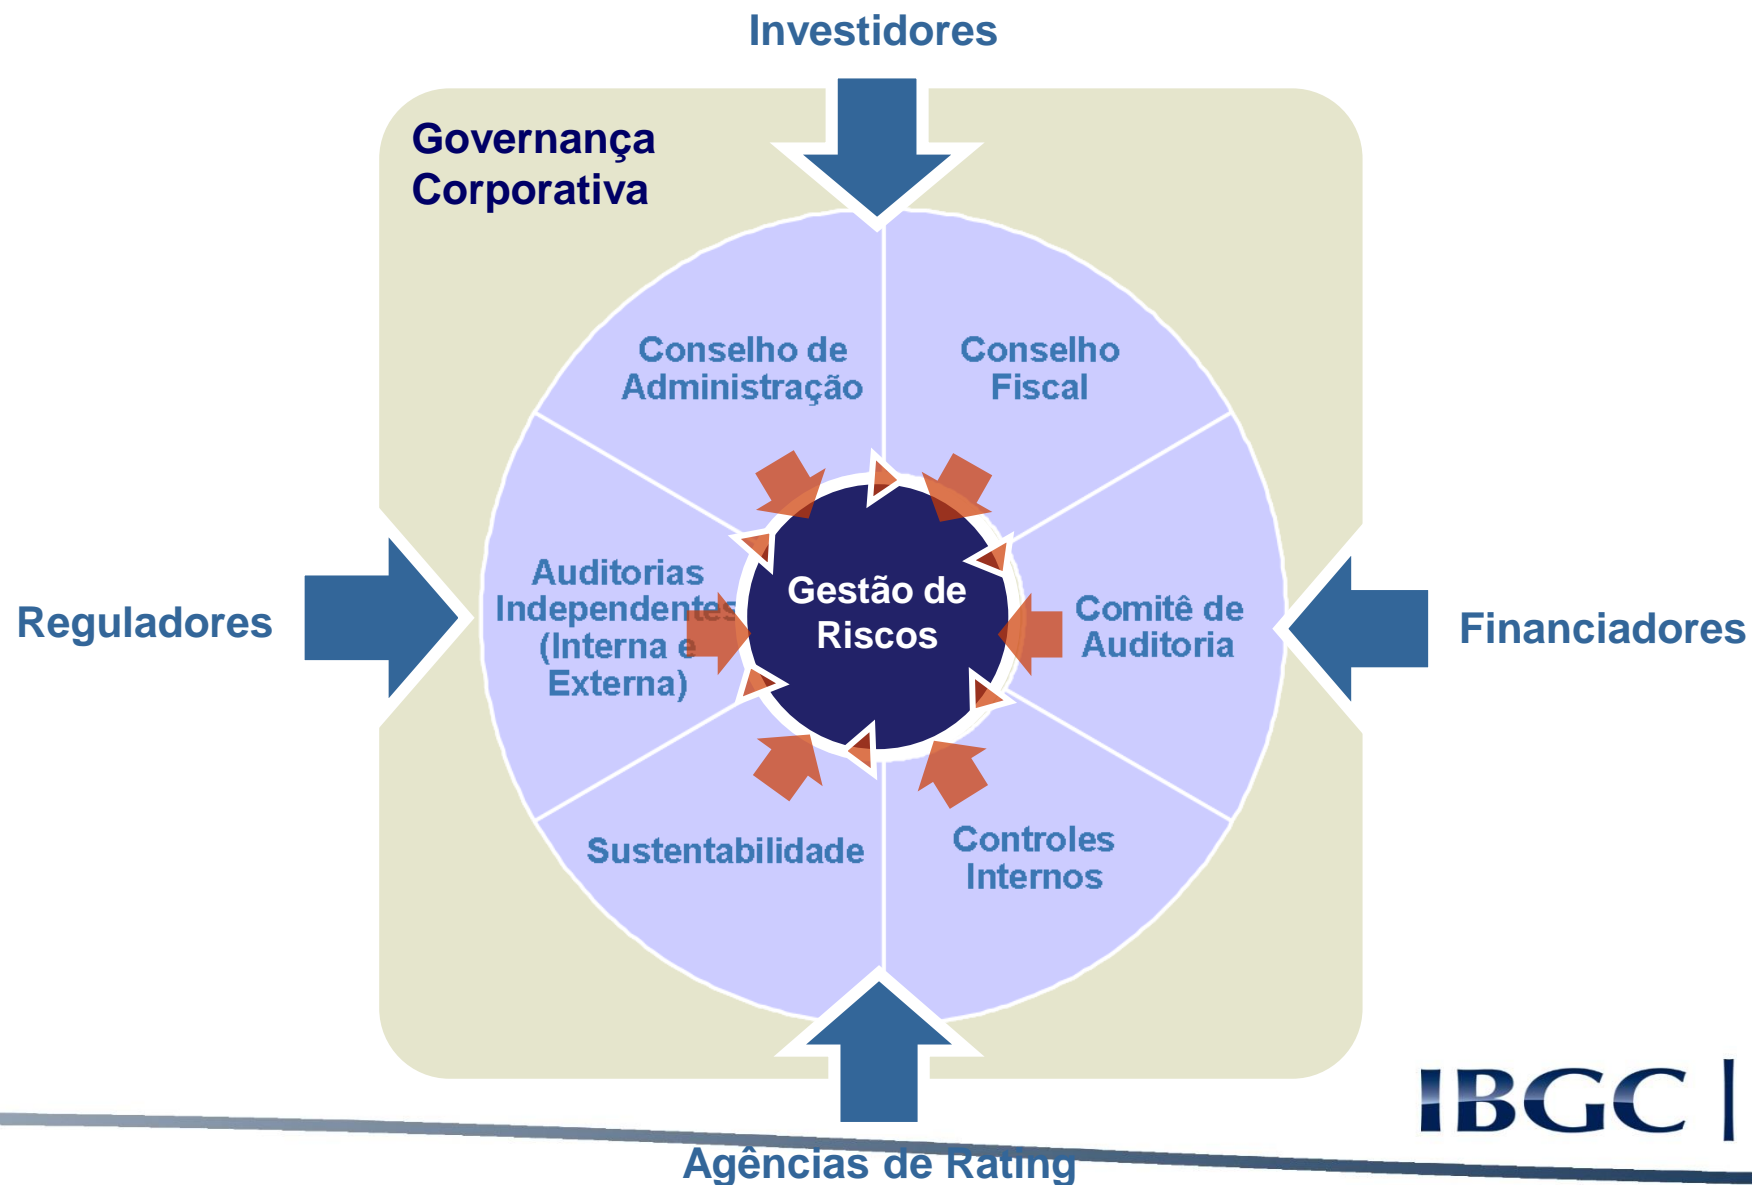 Investidores
Governança
Corporativa
Conselho de
Administração
Conselho
Fiscal
Auditorias
Independentes
(Interna e
Externa)
Gestão de
Riscos
Comitê de
Auditoria
Reguladores
Financiadores
Sustentabilidade
Controles
Internos
IBGC
Agências de Rating